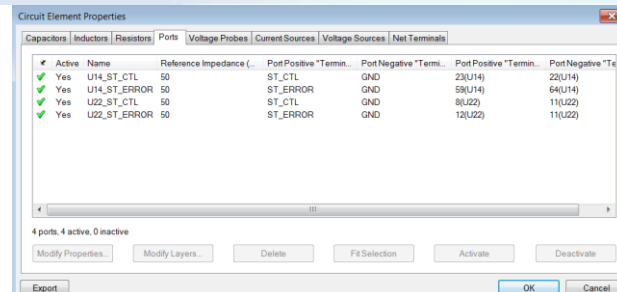 Circuit Element Properties
Capacitors Inductors Resistors Ports Voltage Probes Current Sources Voltage Sources Net Terminals
Active Name Reference Impedance (... Port Positive "Termin... Port Negative "Termi... Port Positive "Termin... Port Negative "Te
Yes U14_ST_CTL 50 ST_CTL GND 23(U14) 22(U14)
Yes U14_ST_ERROR 50 ST_ERROR GND 59(U14) 64(U14)
Yes U22_ST_CTL 50 ST_CTL GND 8(U22) 11(U22)
Yes U22_ST_ERROR 50 ST_ERROR GND 12(U22) 11(U22)
4 ports, 4 active, 0 inactive
Modify Properties... Modify Layers... Delete Fit Selection Activate Deactivate
Export OK Cancel